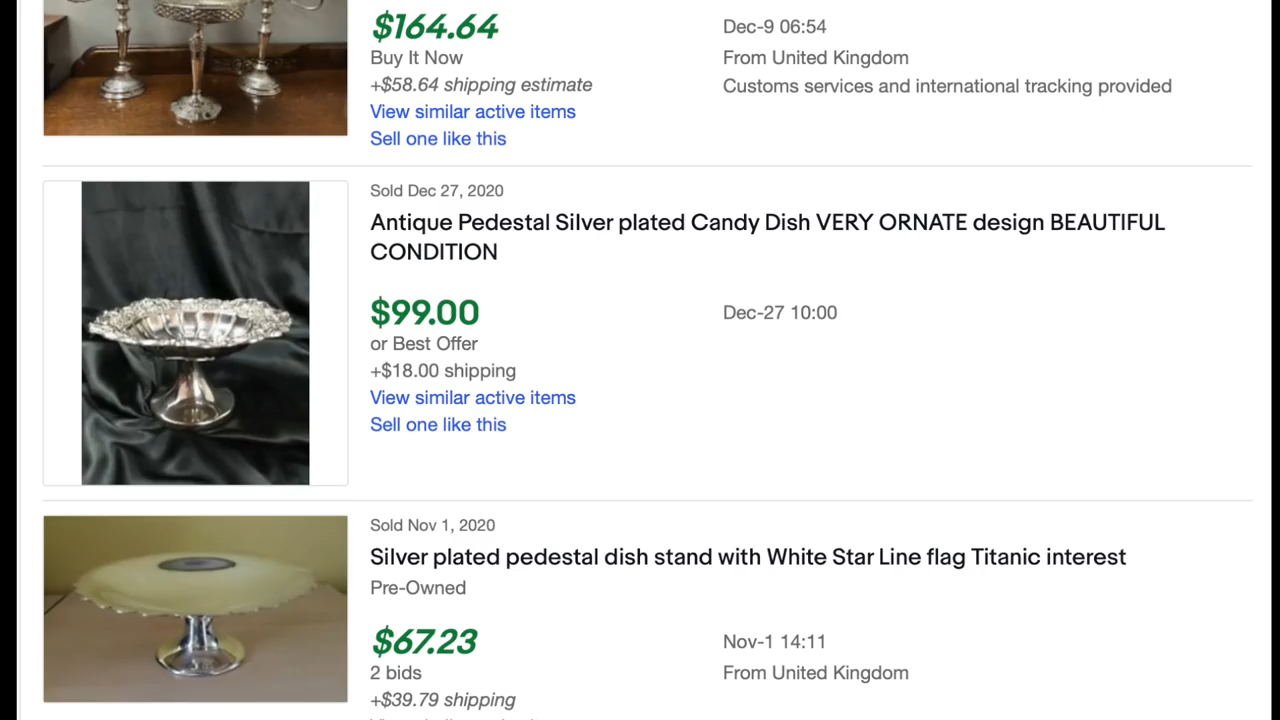 $164.64
Dec-9 06:54
Buy It Now
From United Kingdom
+$58.64 shipping estimate
Customs services and international tracking provided
View similar active items
Sell one like this
Sold Dec 27, 2020
Antique Pedestal Silver plated Candy Dish VERY ORNATE design BEAUTIFUL
CONDITION
$99.00
Dec-27 10:00
or Best Offer
+$18.00 shipping
View similar active items
Sell one like this
Sold Nov 1, 2020
Silver plated pedestal dish stand with White Star Line flag Titanic interest
Pre-Owned
$67.23
Nov-1 14:11
2 bids
From United Kingdom
+$39.79 shipping